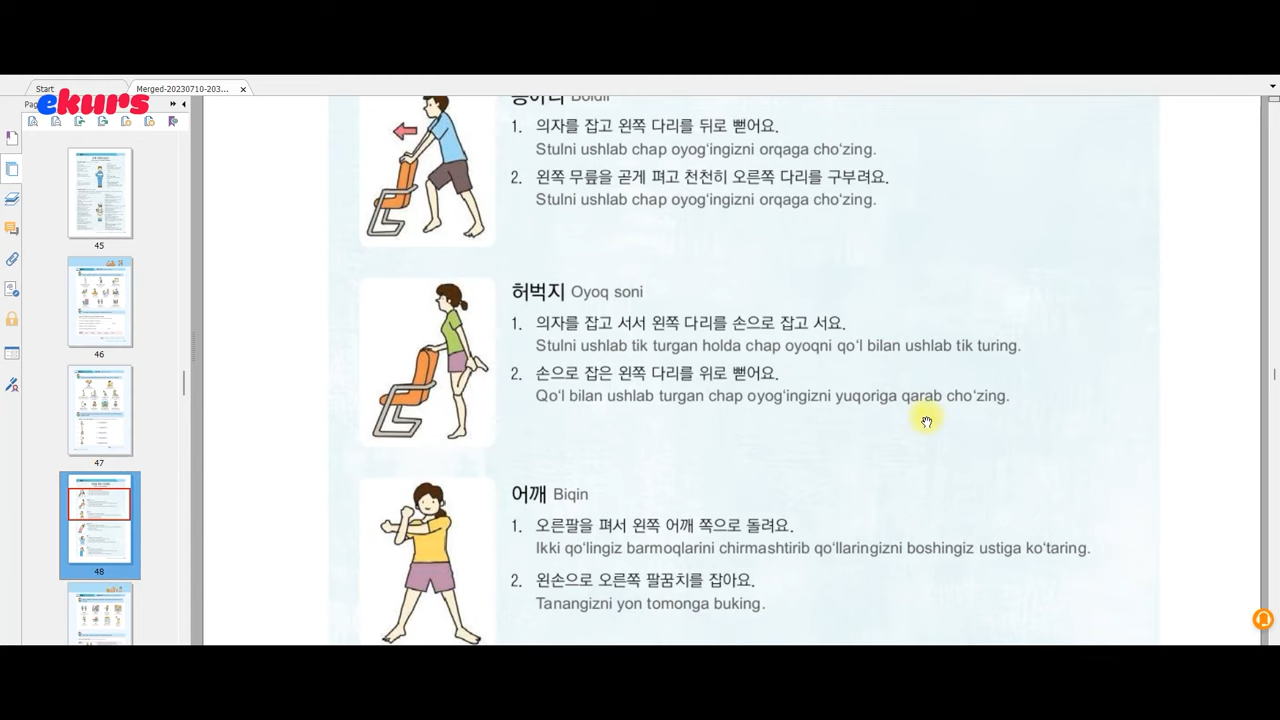 Start
Merged-20230710-203...
ekurs
종아리 Boldir
1. 의자를 잡고 왼쪽 다리를 뒤로 뻗어요.
Stulni ushlab chap oyog‘ingizni orqaga cho‘zing.
2. 왼쪽 무릎을 곧게 펴고 천천히 오른쪽 다리를 구부려요.
Stulni ushlab chap oyog‘ingizni orqaga cho‘zing.
허벅지 Oyoq soni
1. 의자를 잡고 서서 왼쪽 다리를 손으로 잡고 서요.
Stulni ushlab tik turgan holda chap oyoqni qo‘l bilan ushlab tik turing.
2. 손으로 잡은 왼쪽 다리를 위로 뻗어요.
Qo‘l bilan ushlab turgan chap oyog‘ingizni yuqoriga qarab cho‘zing.
어깨 Biqin
1. 오른팔을 펴서 왼쪽 어깨 쪽으로 돌려요.
Ikki qo‘lingiz barmoqlarini chirmashtirib qo‘llaringizni boshingiz ustiga ko‘taring.
2. 왼손으로 오른쪽 팔꿈치를 잡아요.
Tanangizni yon tomonga buking.
45
46
47
48